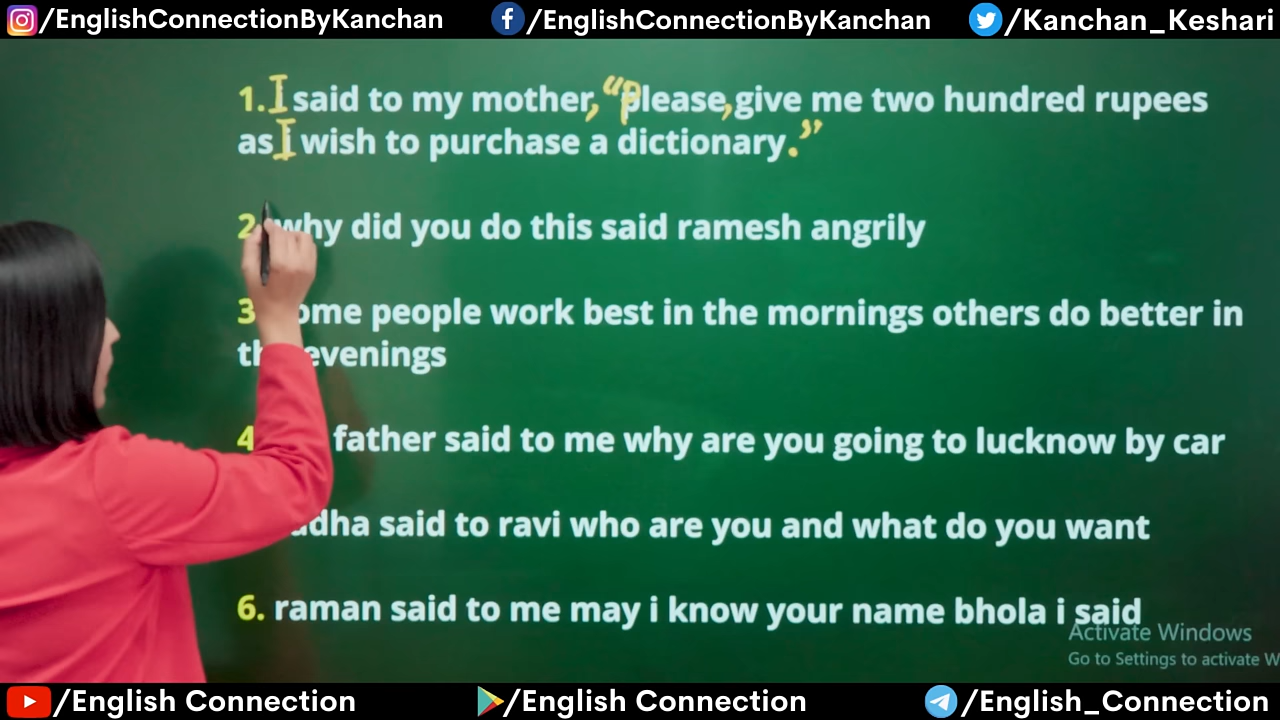 /EnglishConnectionByKanchan /EnglishConnectionByKanchan /Kanchan_Keshari
1. I said to my mother, "Please, give me two hundred rupees
as I wish to purchase a dictionary."
2. why did you do this said ramesh angrily
3. people work best in the mornings others do better in
evenings
4. father said to me why are you going to lucknow by car
said to ravi who are you and what do you want
6. raman said to me may i know your name bhola i said
Activate Windows
Go to Settings to activate W
/English Connection /English Connection /English_Connection